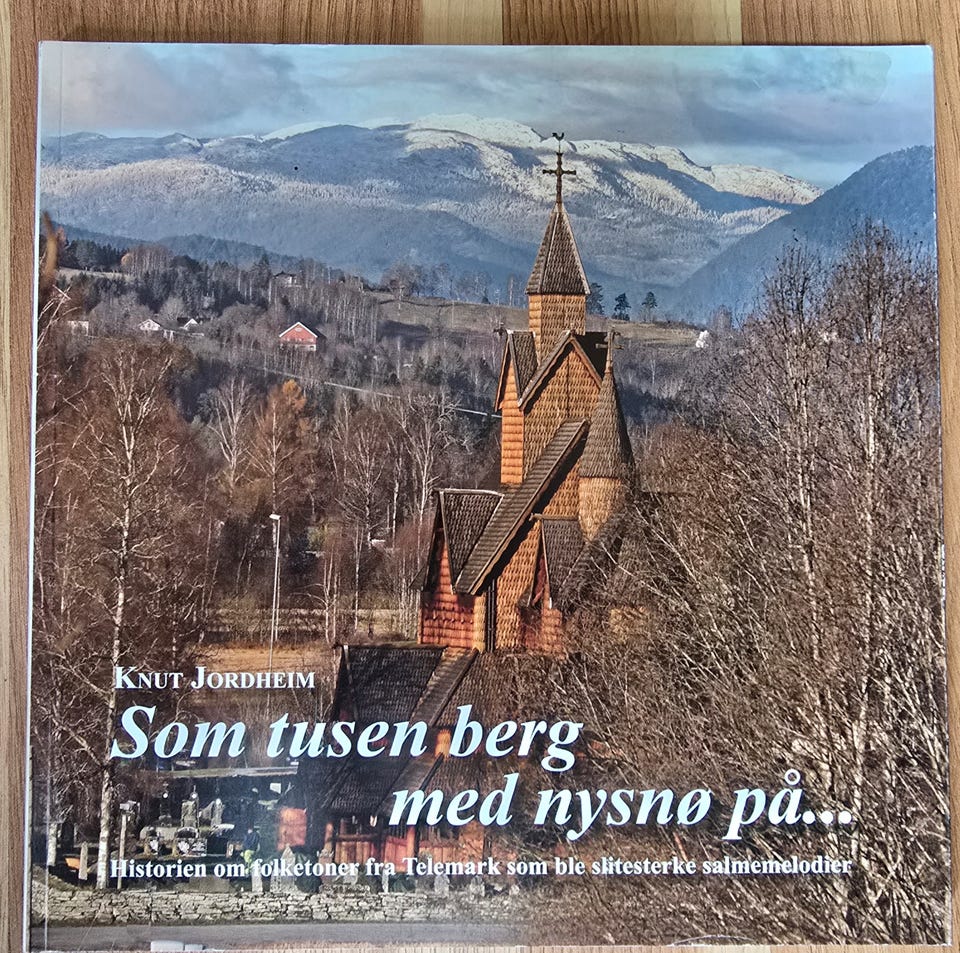 KNUT JORDHEIM
Som tusen berg
med nysnø på...
Historien om folketoner fra Telemark som ble slitesterke salmemelodier